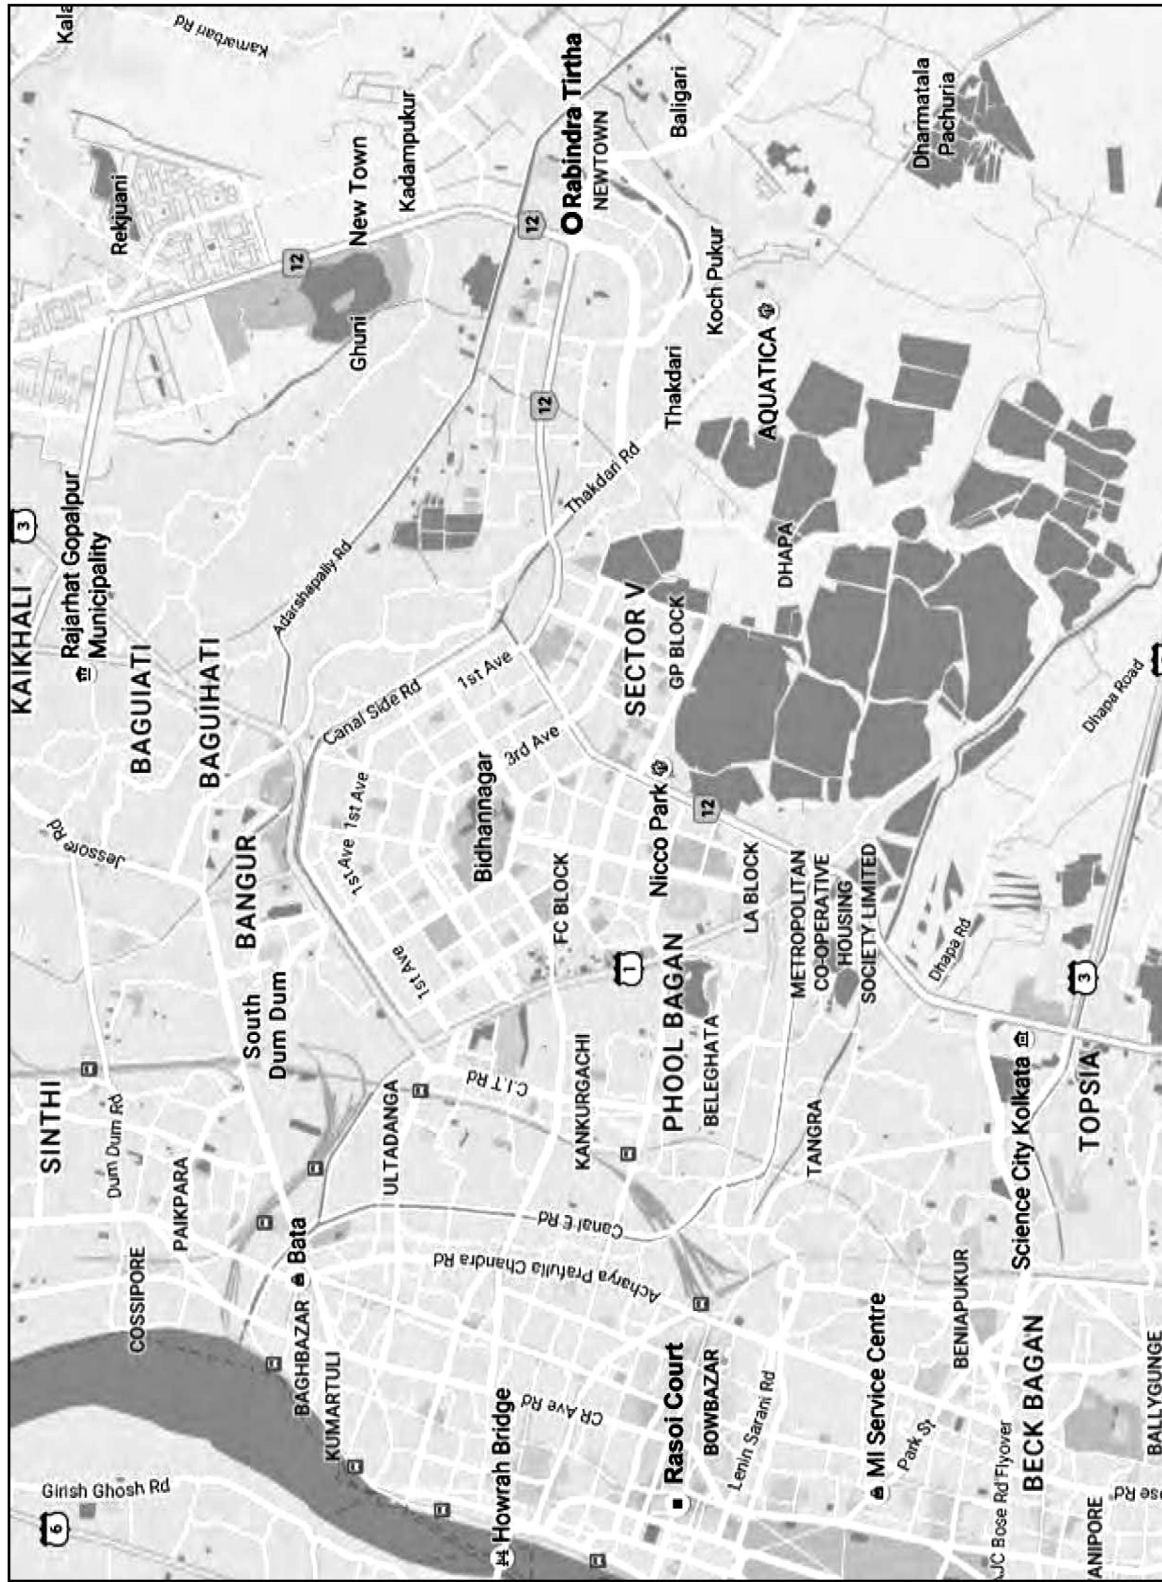 Kala
Kamarbari Rd
Rekjuani
New Town
Kadampukur
Rabindra Tirtha
NEWTOWN
Baligari
Dharmatala
Pachuria
12
12
Ghuni
Koch Pukur
Thakdari
AQUATICA
12
3
KAIKHALI
Rajarhat Gopalpur
Municipality
BAGUIATI
BAGUIHATI
Adarshapally Rd
Thakdari Rd
DHAPA
SECTOR V
GP BLOCK
Canal Side Rd
1st Ave
3rd Ave
Bidhannagar
1st Ave
1st Ave
1st Ave
Jessore Rd
BANGUR
South
Dum Dum
FC BLOCK
Nicco Park
12
LA BLOCK
METROPOLITAN
CO-OPERATIVE
HOUSING
SOCIETY LIMITED
Dhapa Road
Dhapa Rd
1
3
PHOOL BAGAN
BELEGHATA
KANKURGACHI
C.I.T Rd
ULTADANGA
SINTHI
Dum Dum Rd
PAIKPARA
COSSIPORE
Bata
BAGHBAZAR
KUMARTULI
Canal E Rd
Acharya Prafulla Chandra Rd
TANGRA
Science City Kolkata
TOPSIA
Girish Ghosh Rd
6
Howrah Bridge
CR Ave Rd
Rasoi Court
BOWBAZAR
Lenin Sarani Rd
MI Service Centre
Park St
BENIAPUKUR
BECK BAGAN
JC Bose Rd Flyover
BALLYGUNGE
ANIPORE
ose Rd